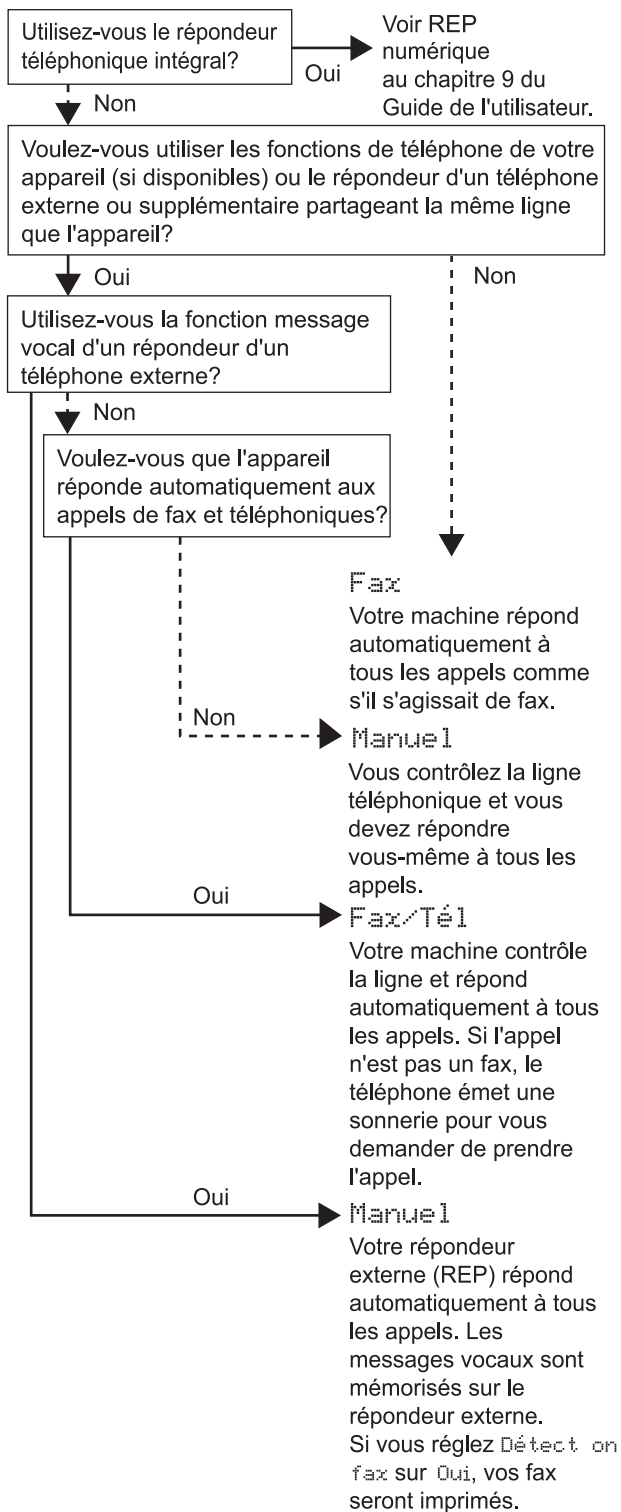 Utilisez-vous le répondeur
téléphonique intégral?
Oui
Voir REP
numérique
au chapitre 9 du
Guide de l'utilisateur.
Non
Voulez-vous utiliser les fonctions de téléphone de votre
appareil (si disponibles) ou le répondeur d'un téléphone
externe ou supplémentaire partageant la même ligne
que l'appareil?
Oui
Non
Utilisez-vous la fonction message
vocal d'un répondeur d'un
téléphone externe?
Non
Voulez-vous que l'appareil
réponde automatiquement aux
appels de fax et téléphoniques?
Fax
Votre machine répond
automatiquement à
tous les appels comme
s'il s'agissait de fax.
Non
Manuel
Vous contrôlez la ligne
téléphonique et vous
devez répondre
vous-même à tous les
appels.
Oui
Fax/Tél
Votre machine contrôle
la ligne et répond
automatiquement à tous
les appels. Si l'appel
n'est pas un fax, le
téléphone émet une
sonnerie pour vous
demander de prendre
l'appel.
Oui
Manuel
Votre répondeur
externe (REP) répond
automatiquement à tous
les appels. Les
messages vocaux sont
mémorisés sur le
répondeur externe.
Si vous réglez Détect on
fax sur Oui, vos fax
seront imprimés.